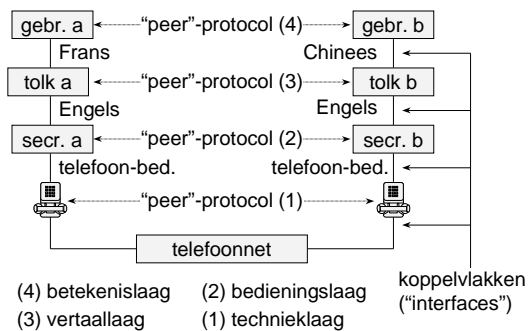 gebr. a “peer”-protocol (4) gebr. b
Frans Chinees
tolk a “peer”-protocol (3) tolk b
Engels Engels
secr. a “peer”-protocol (2) secr. b
telefoon-bed. telefoon-bed.
“peer”-protocol (1)
telefoonnet
koppelvlakken
(“interfaces”)
(4) betekenislaag (2) bedieningslaag
(3) vertaallaag (1) technieklaag